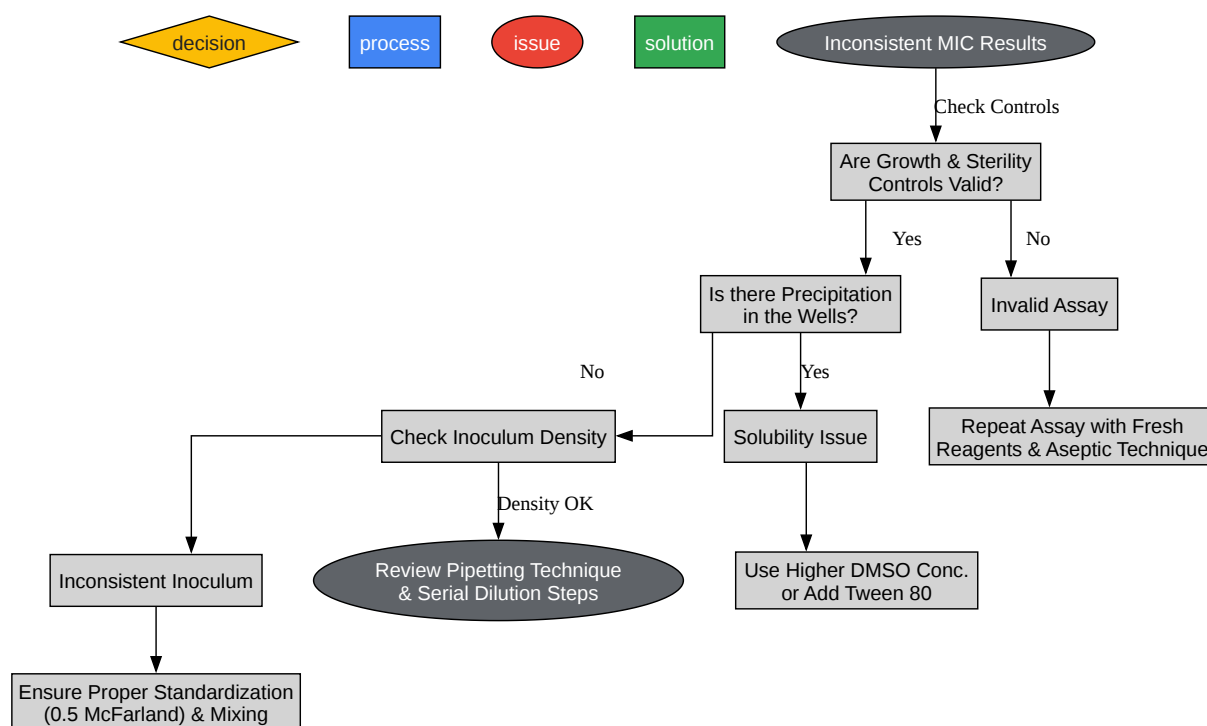 decision
process
issue
solution
Inconsistent MIC Results
Check Controls
Are Growth & Sterility
Controls Valid?
Yes
No
Is there Precipitation
in the Wells?
Invalid Assay
No
Yes
Check Inoculum Density
Solubility Issue
Repeat Assay with Fresh
Reagents & Aseptic Technique
Density OK
Inconsistent Inoculum
Review Pipetting Technique
& Serial Dilution Steps
Use Higher DMSO Conc.
or Add Tween 80
Ensure Proper Standardization
(0.5 McFarland) & Mixing